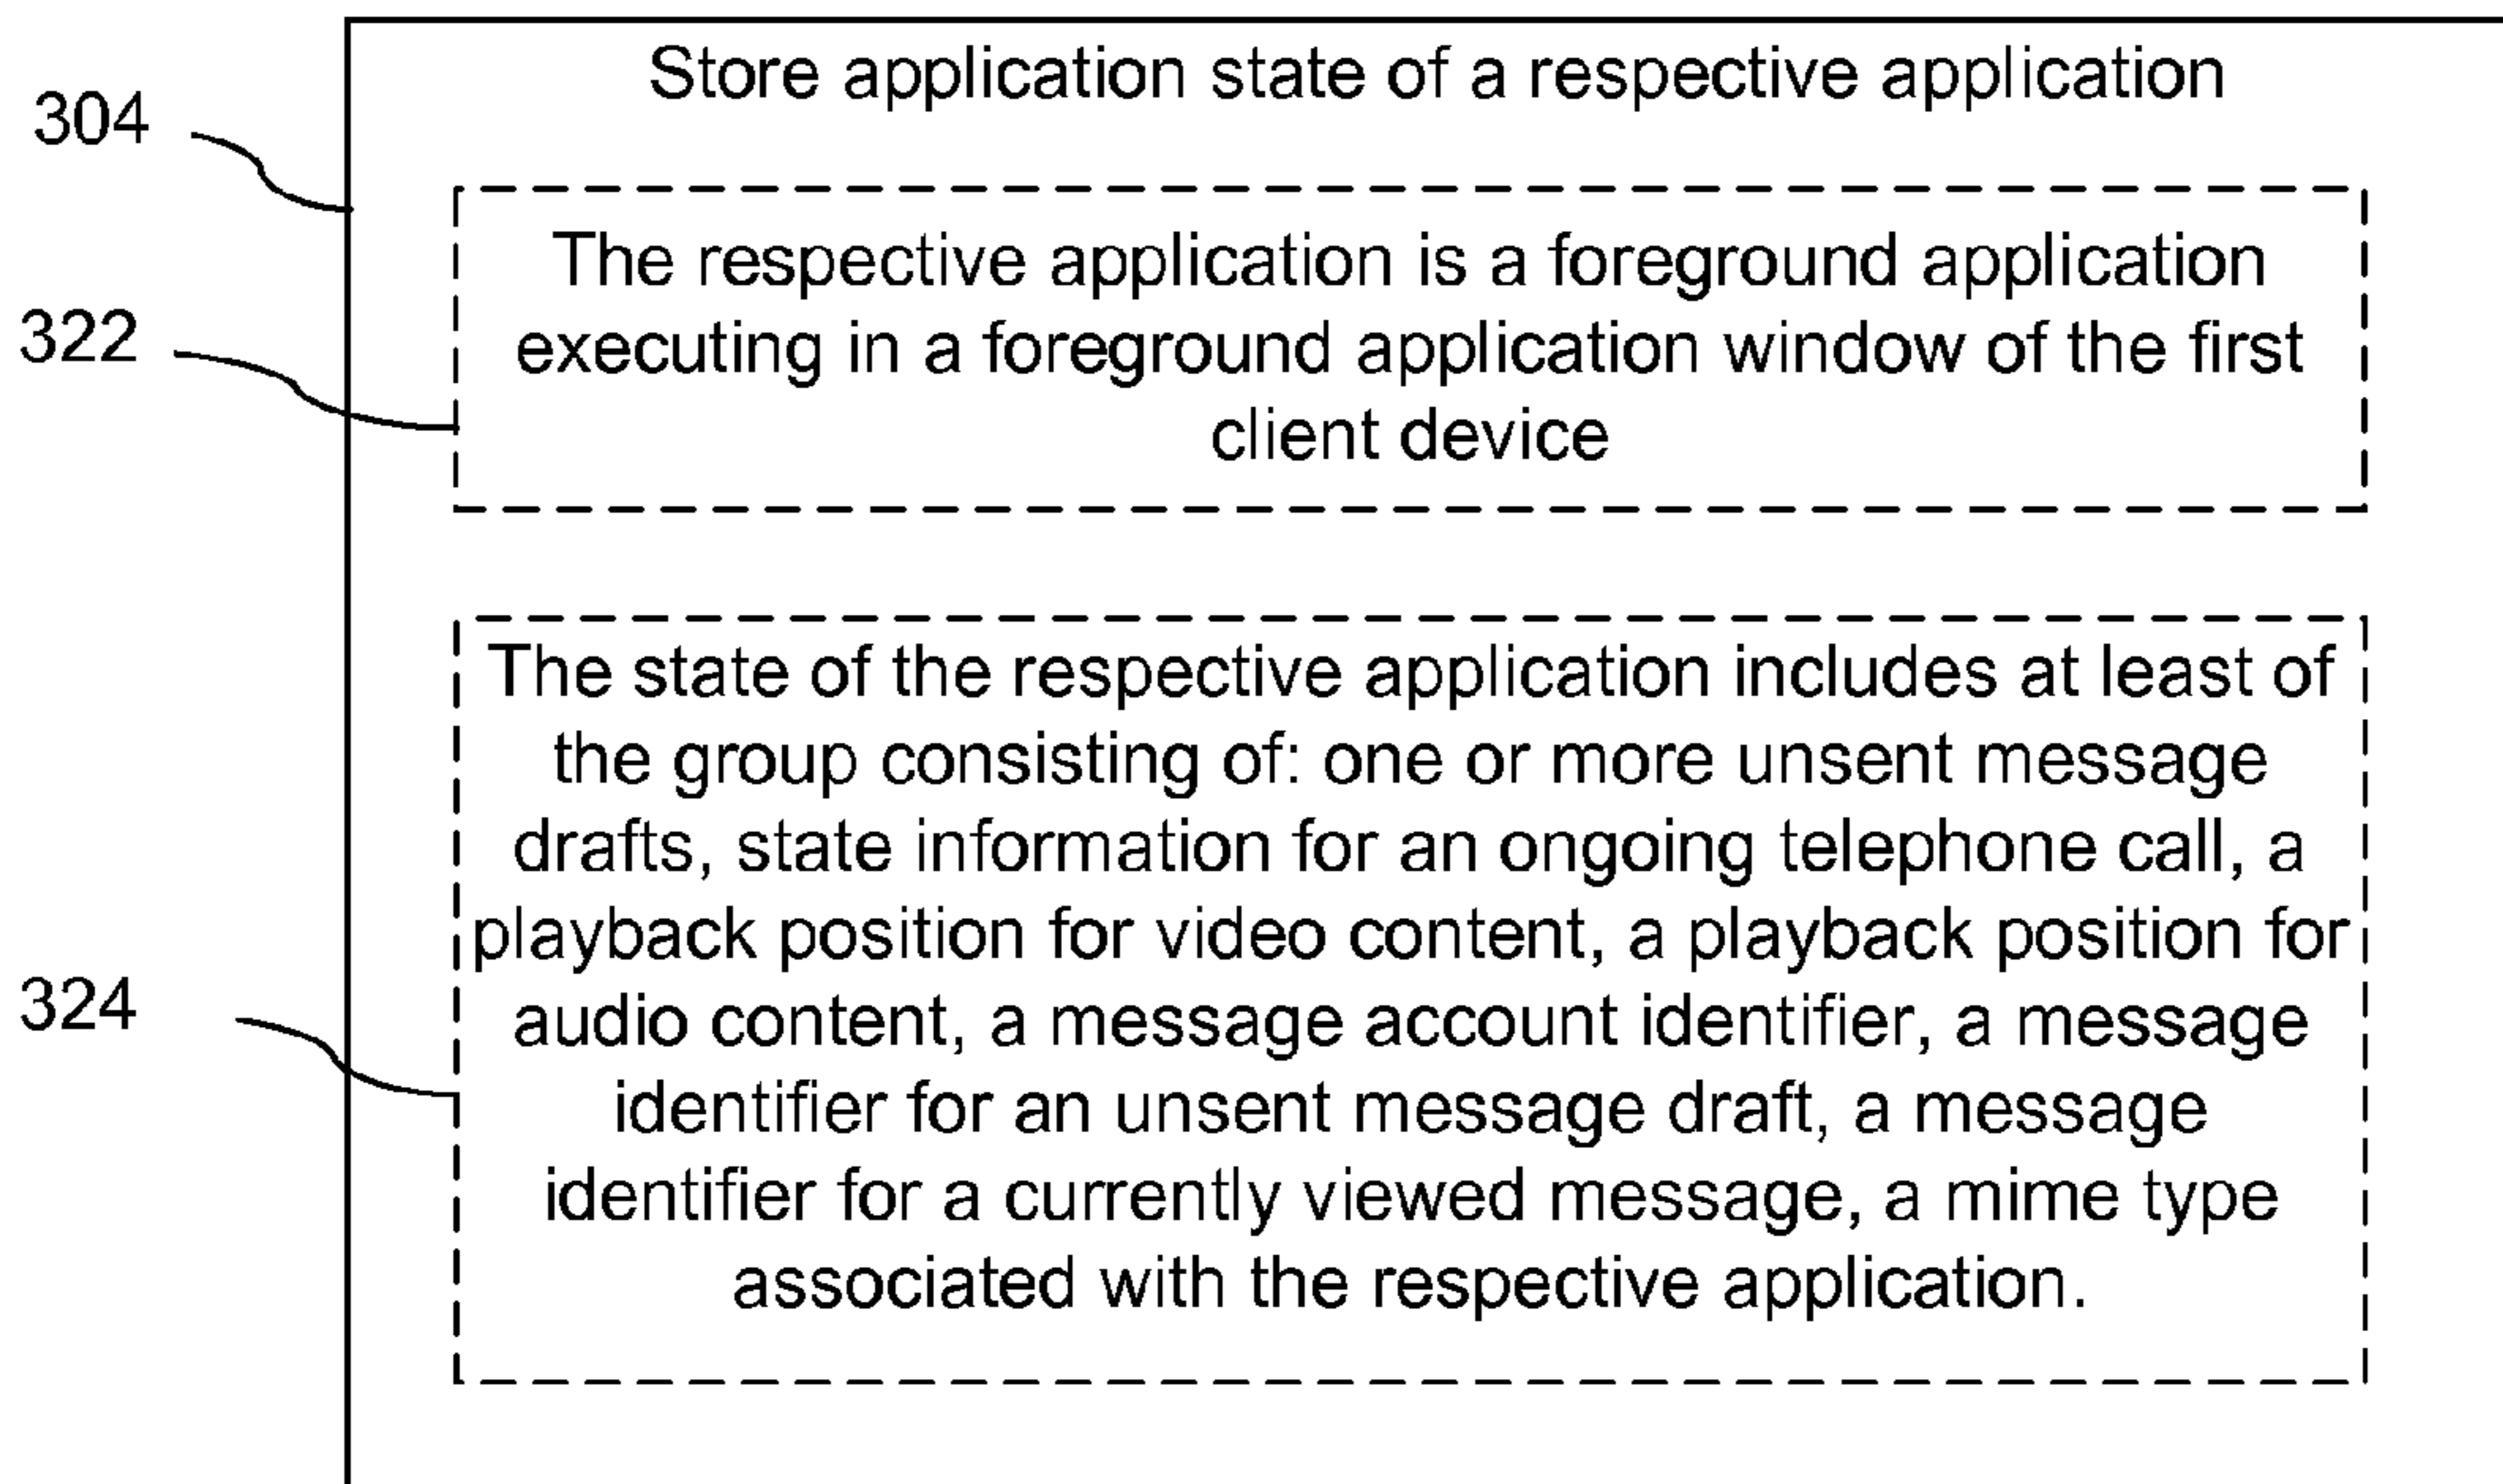 Store application state of a respective application
304
The respective application is a foreground application
executing in a foreground application window of the first
client device
322
The state of the respective application includes at least of
the group consisting of: one or more unsent message
drafts, state information for an ongoing telephone call, a
playback position for video content, a playback position for
audio content, a message account identifier, a message
identifier for an unsent message draft, a message
identifier for a currently viewed message, a mime type
associated with the respective application.
324